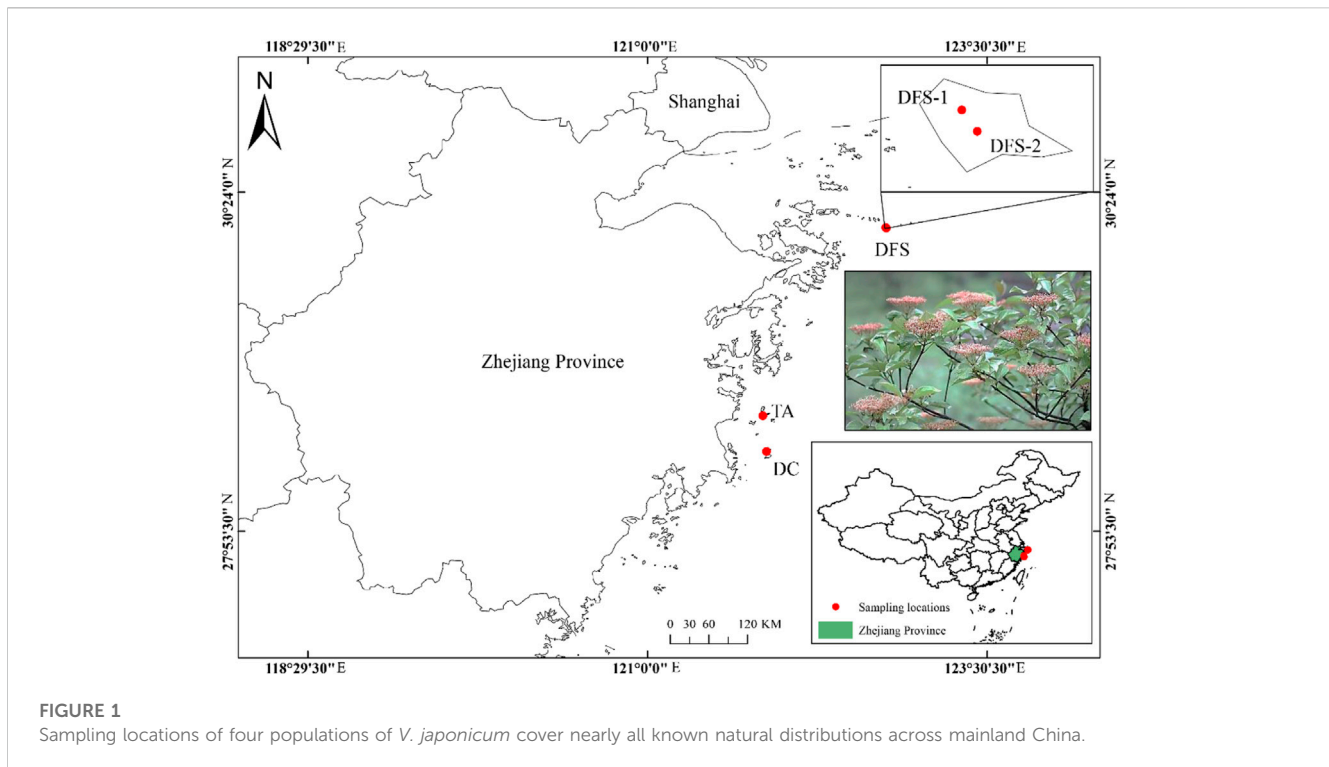 118°29'30" E
121°0'0" E
123°30'30" E
N
Shanghai
DFS-1
DFS-2
30°24'0" N
30°24'0" N
DFS
Zhejiang Province
TA
DC
27°53'30" N
27°53'30" N
Sampling locations
Zhejiang Province
0 30 60 120 KM
118°29'30" E
121°0'0" E
123°30'30" E
FIGURE 1
Sampling locations of four populations of V. japonicum cover nearly all known natural distributions across mainland China.